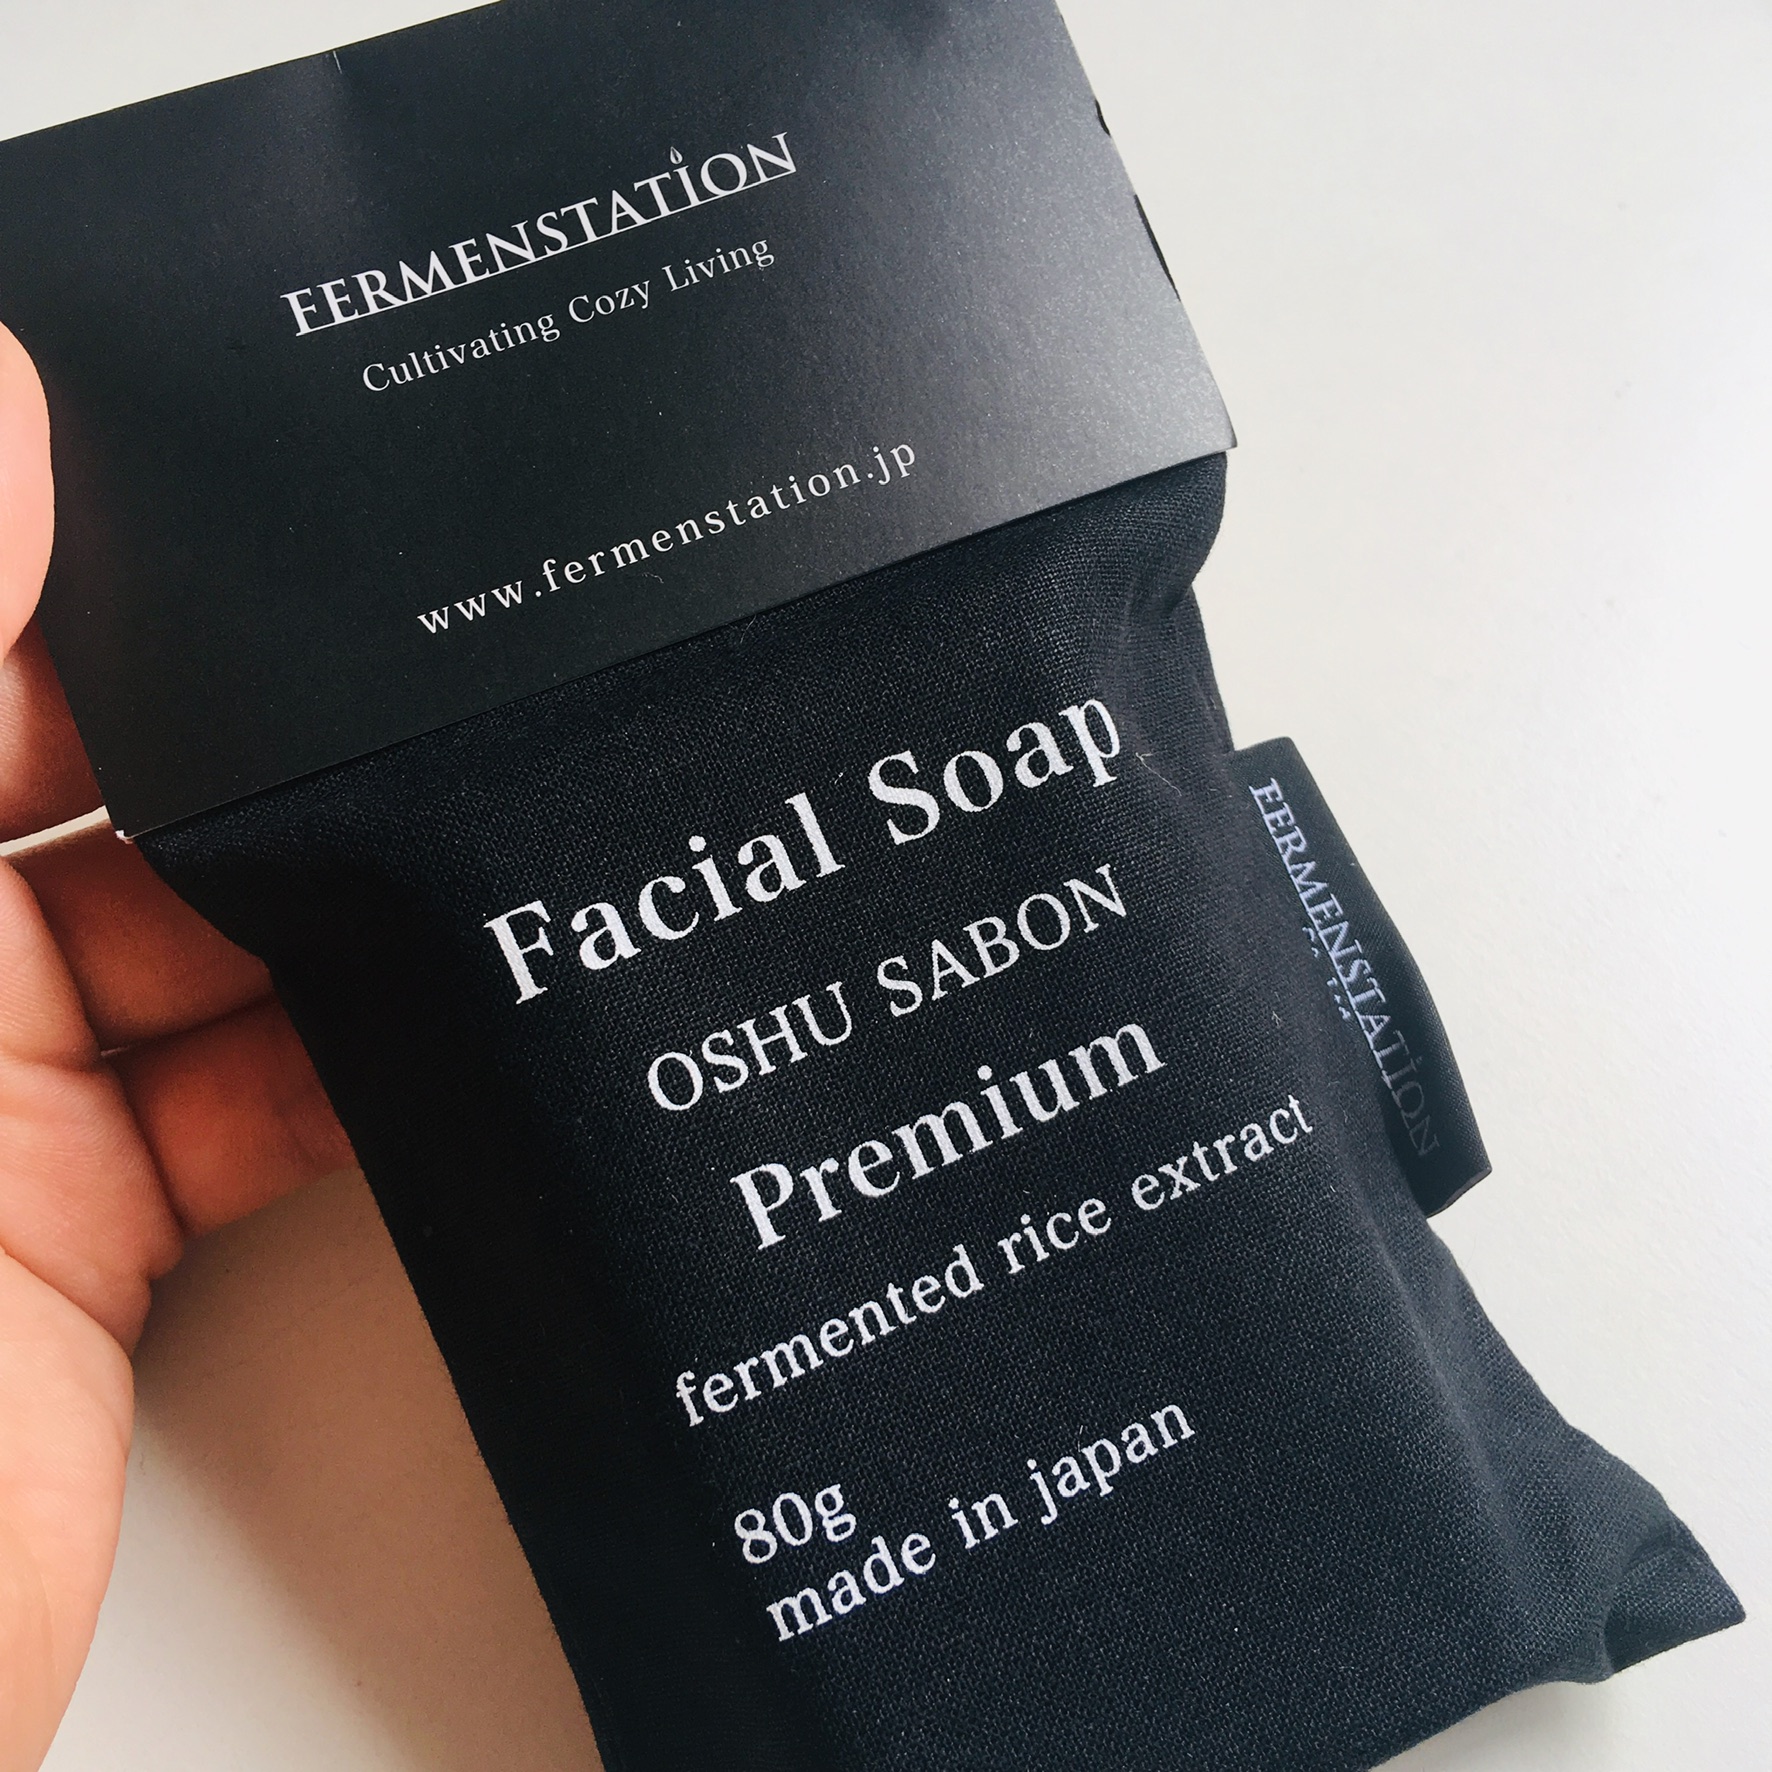 FERMENSTATION
Cultivating Cozy Living
www.fermenstation.jp
Facial Soap
OSHU SABON
Premium
fermented rice extract
80g
made in japan
FERMENSTATION